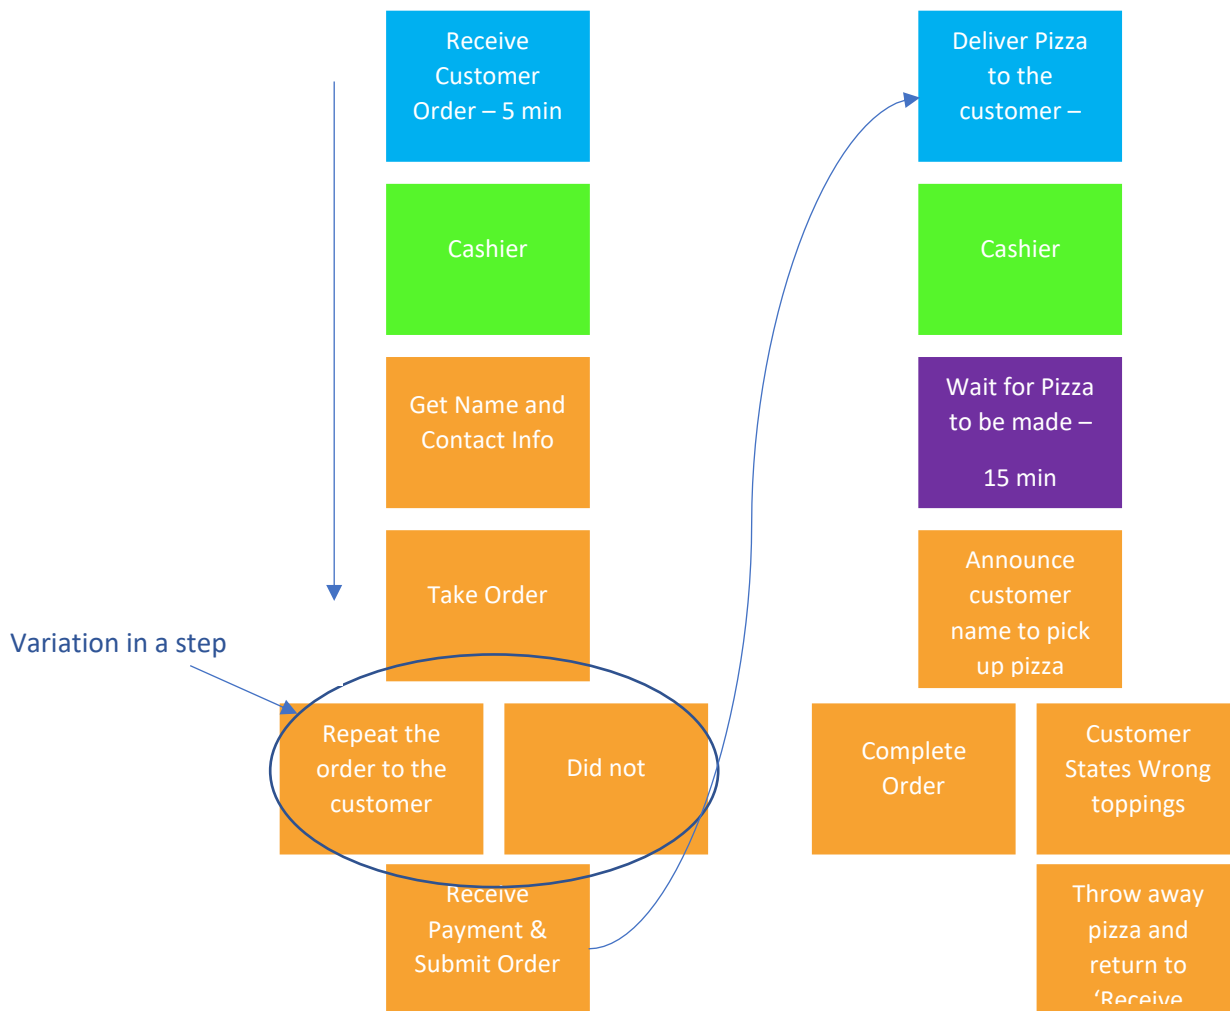 Receive
Customer
Order – 5 min
Cashier
Get Name and
Contact Info
Take Order
Variation in a step
Repeat the
order to the
customer
Did not
Receive
Payment &
Submit Order
Deliver Pizza
to the
customer –
Cashier
Wait for Pizza
to be made –
15 min
Announce
customer
name to pick
up pizza
Complete
Order
Customer
States Wrong
toppings
Throw away
pizza and
return to
‘Receive